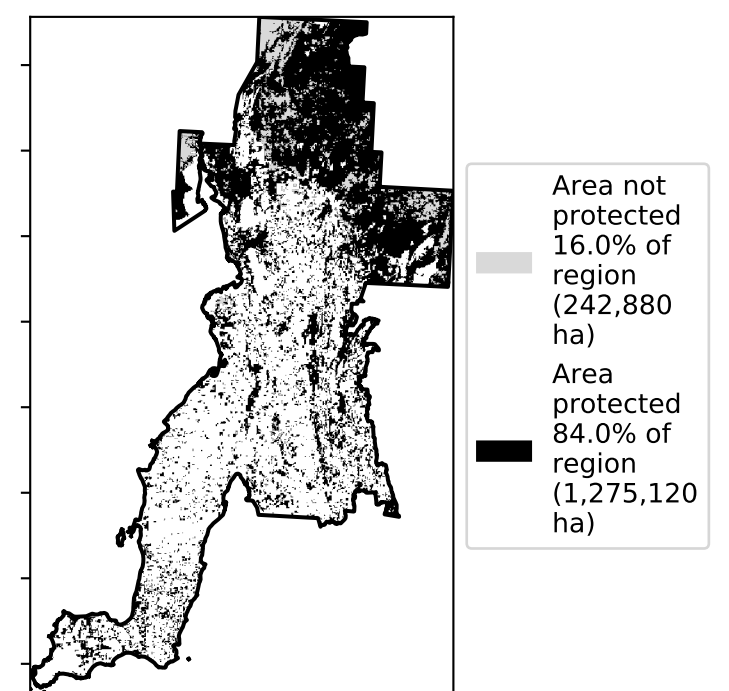 Area not
protected
16.0% of
region
(242,880
ha)
Area
protected
84.0% of
region
(1,275,120
ha)